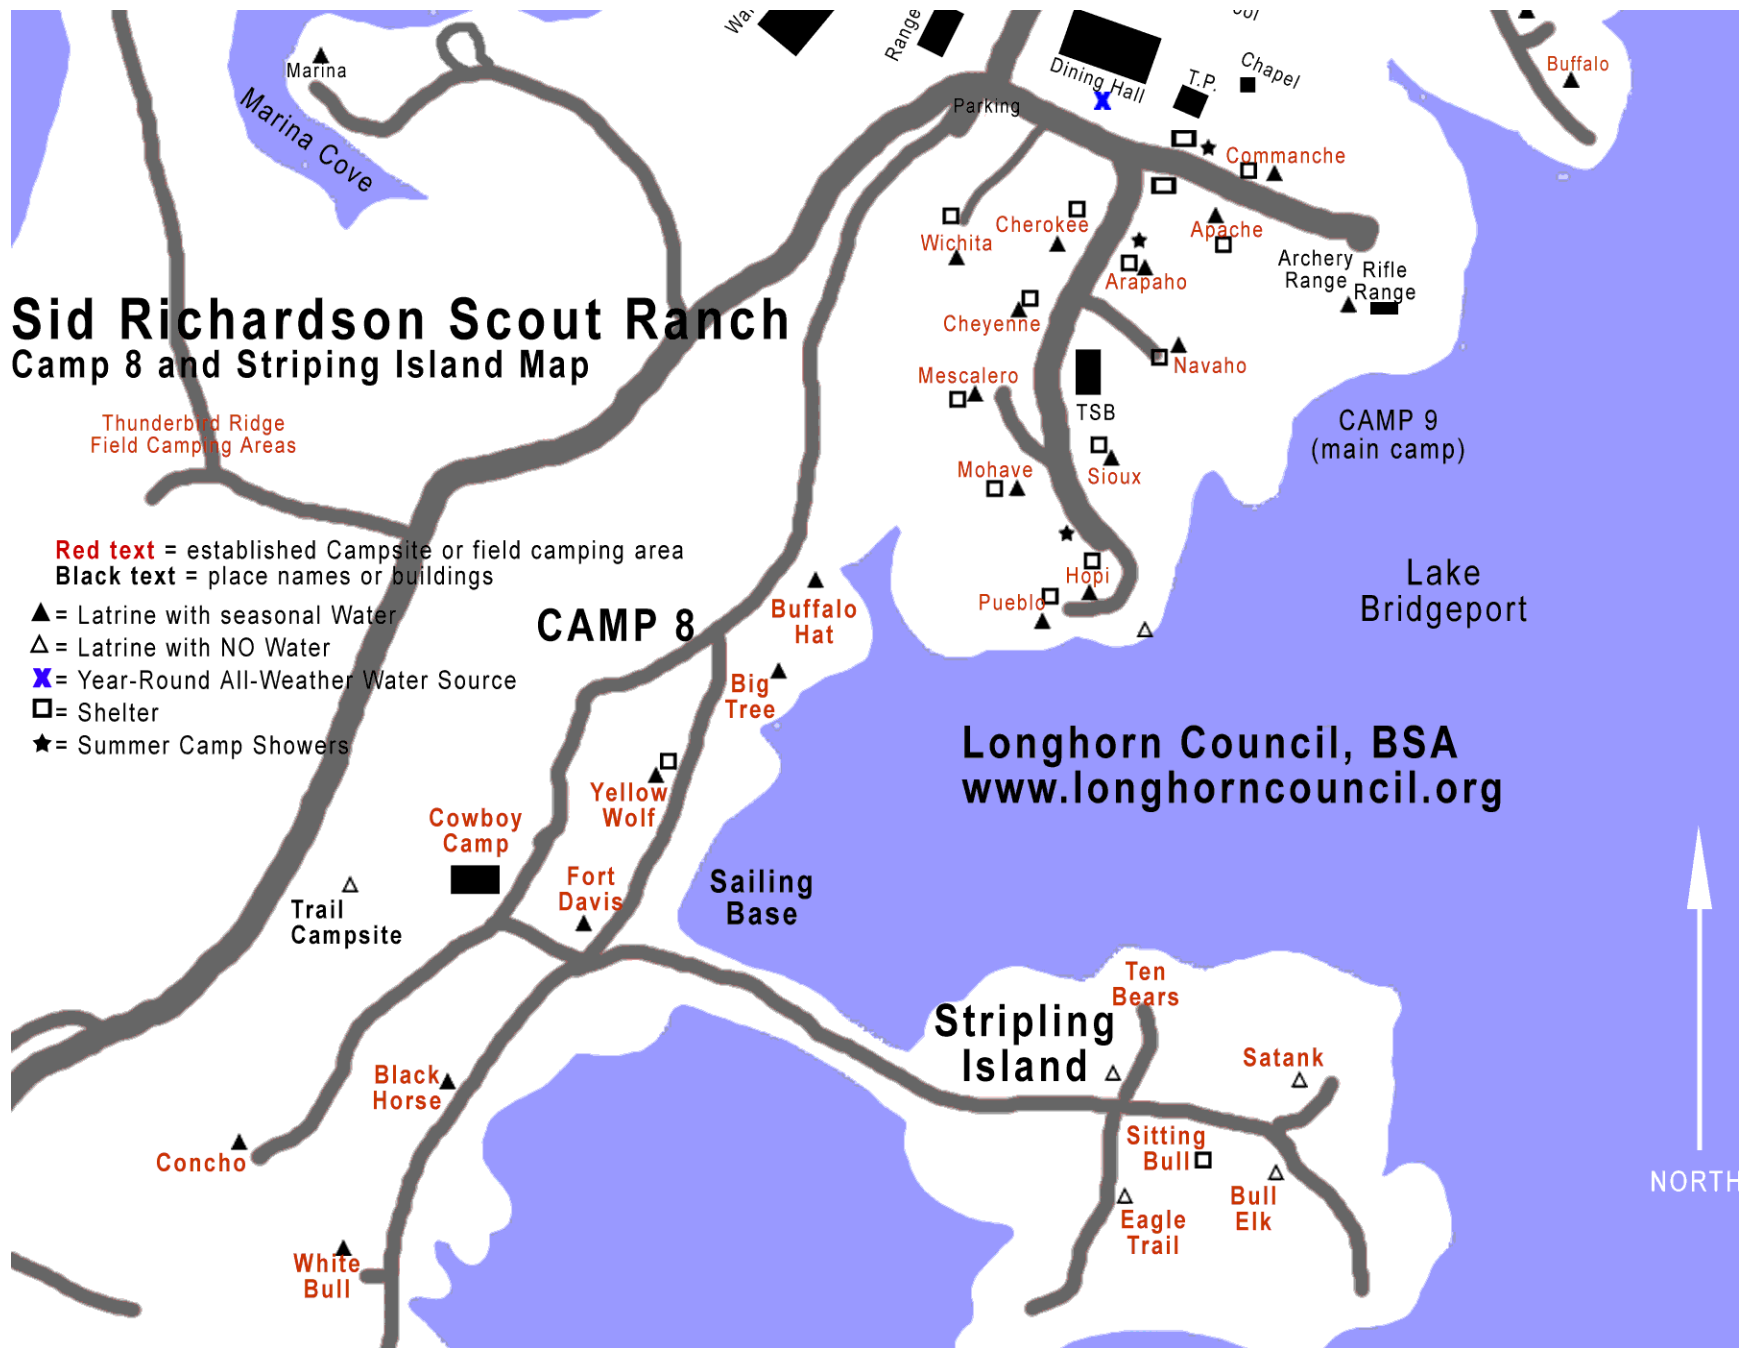 Range
Dining Hall
T.P.
Chapel
Buffalo
Marina
Marina Cove
Parking
Commanche
Wichita
Cherokee
Apache
Arapaho
Archery
Range
Rifle
Range
Cheyenne
Navaho
Mescalero
TSB
Sid Richardson Scout Ranch
Camp 8 and Striping Island Map
Thunderbird Ridge
Field Camping Areas
CAMP 9
(main camp)
Mohave
Sioux
Hopi
Pueblo
Lake
Bridgeport
Red text = established Campsite or field camping area
Black text = place names or buildings
= Latrine with seasonal Water
= Latrine with NO Water
X = Year-Round All-Weather Water Source
= Shelter
= Summer Camp Showers
CAMP 8
Buffalo
Hat
Big
Tree
Longhorn Council, BSA
www.longhorncouncil.org
Yellow
Wolf
Cowboy
Camp
Fort
Davis
Sailing
Base
Trail
Campsite
Ten
Bears
Stripling
Island
Satank
Black
Horse
Sitting
Bull
Concho
Bull
Elk
Eagle
Trail
White
Bull
NORTH